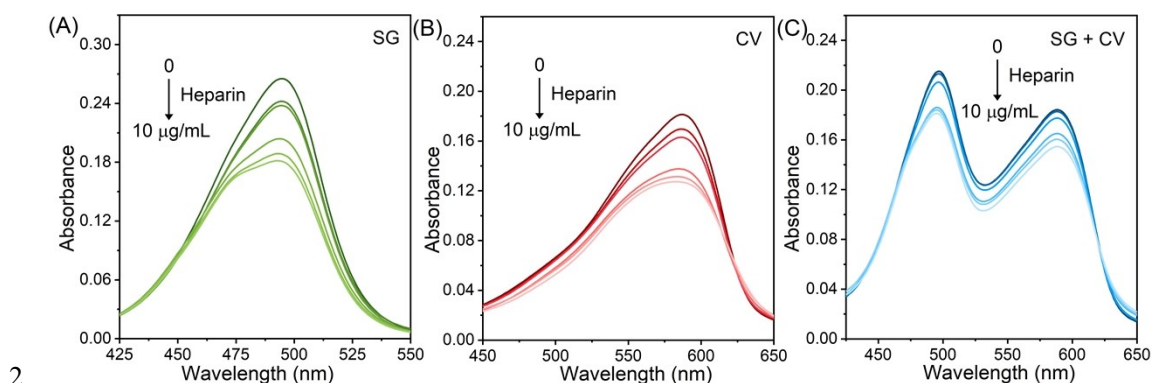 (A)
SG
0
Heparin
10 μg/mL
Absorbance
0.30
0.24
0.18
0.12
0.06
0.00
425 450 475 500 525 550
Wavelength (nm)
(B)
CV
0
Heparin
10 μg/mL
Absorbance
0.24
0.20
0.16
0.12
0.08
0.04
0.00
450 500 550 600 650
Wavelength (nm)
(C)
SG + CV
0
Heparin
10 μg/mL
Absorbance
0.24
0.20
0.16
0.12
0.08
0.04
0.00
450 500 550 600 650
Wavelength (nm)
2